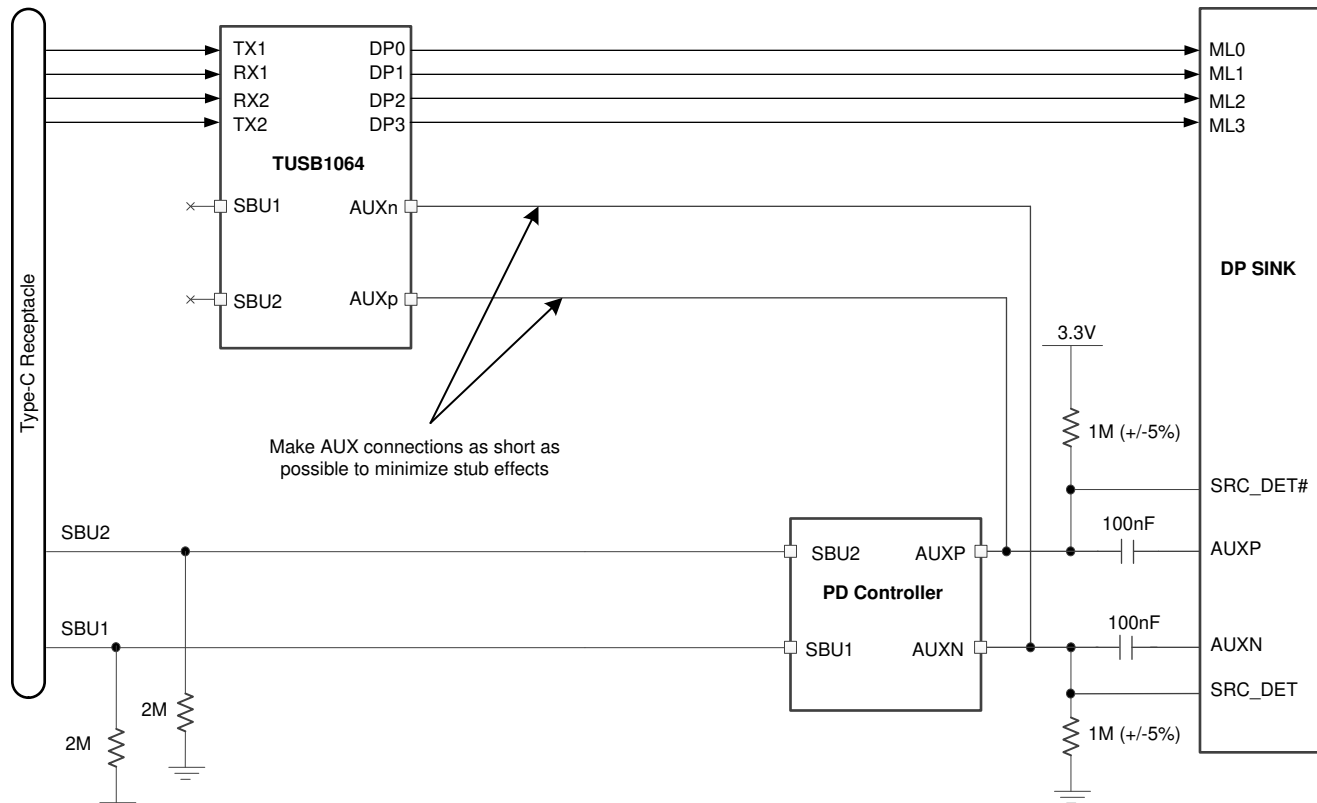 TX1
DP0
ML0
RX1
DP1
ML1
RX2
DP2
ML2
TX2
DP3
ML3
TUSB1064
SBU1
AUXn
SBU2
AUXp
DP SINK
Type-C Receptacle
3.3V
1M (+/-5%)
Make AUX connections as short as
possible to minimize stub effects
SRC_DET#
100nF
SBU2
SBU2
AUXP
AUXP
PD Controller
100nF
SBU1
SBU1
AUXN
AUXN
SRC_DET
2M
1M (+/-5%)
2M